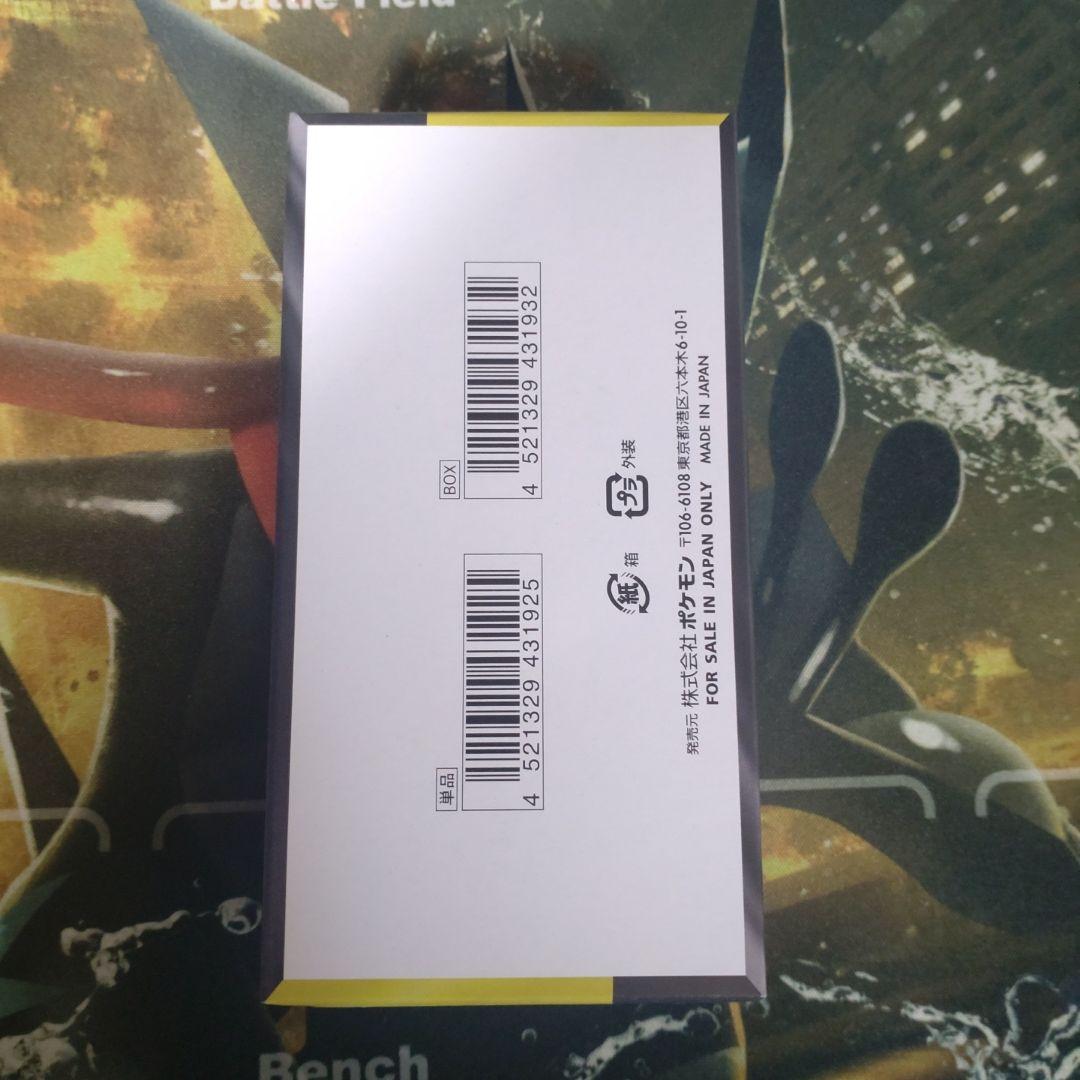 Battle Field
単品
4 521329 431925
BOX
4 521329 431932
紙 箱
プラ 外装
発売元 株式会社 ポケモン 〒106-6108 東京都港区六本木6-10-1
FOR SALE IN JAPAN ONLY MADE IN JAPAN
Bench